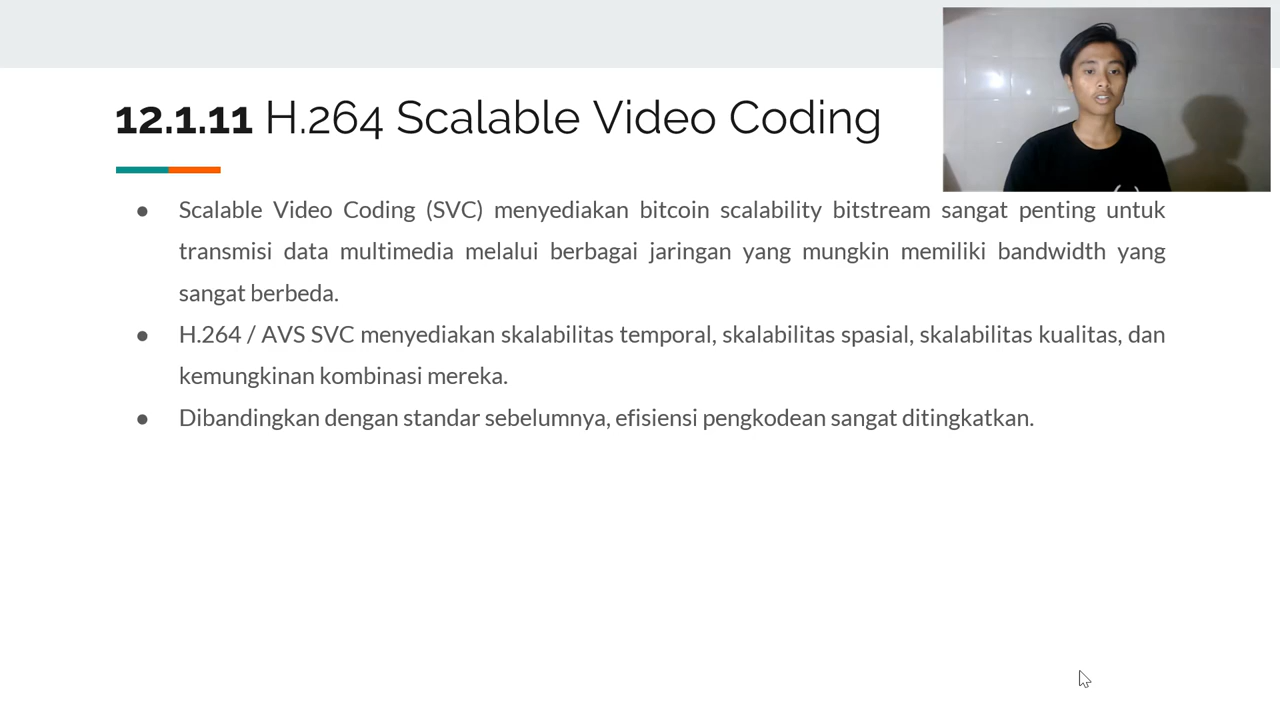 12.1.11 H.264 Scalable Video Coding
● Scalable Video Coding (SVC) menyediakan bitcoin scalability bitstream sangat penting untuk
transmisi data multimedia melalui berbagai jaringan yang mungkin memiliki bandwidth yang
sangat berbeda.
● H.264 / AVS SVC menyediakan skalabilitas temporal, skalabilitas spasial, skalabilitas kualitas, dan
kemungkinan kombinasi mereka.
● Dibandingkan dengan standar sebelumnya, efisiensi pengkodean sangat ditingkatkan.